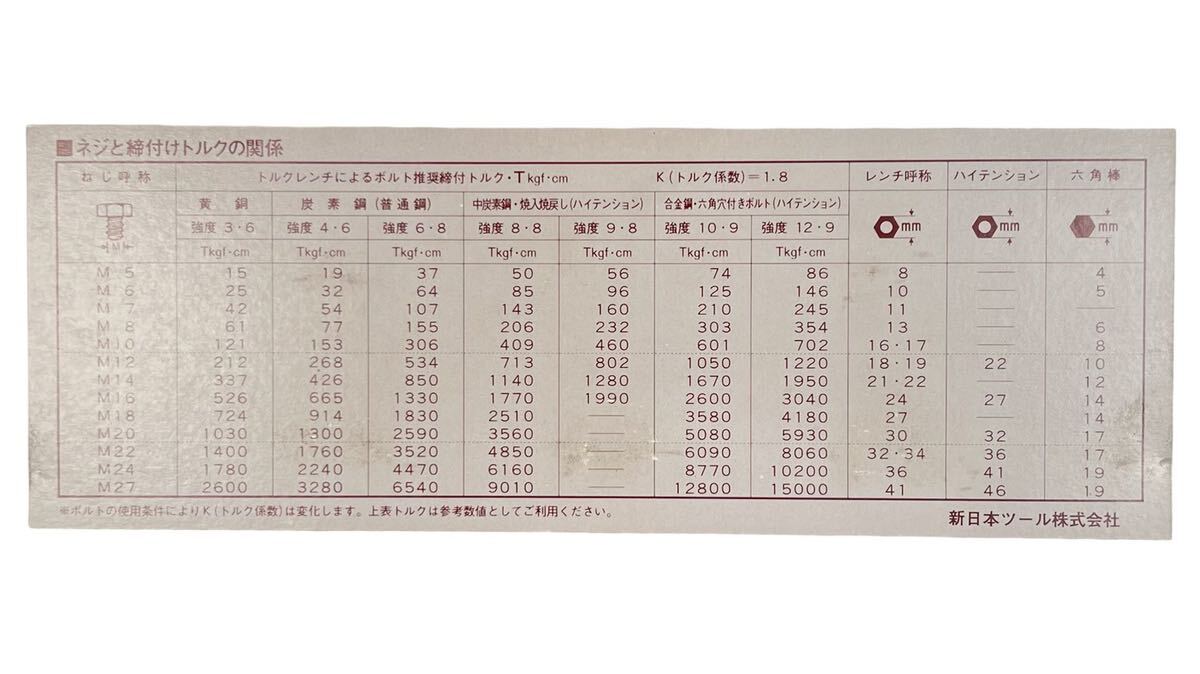 ネジと締付けトルクの関係
ねじ呼称 トルクレンチによるボルト推奨締付トルク・Tkgf・cm K(トルク係数)=1.8 レンチ呼称 ハイテンション 六角棒
黄銅 炭素鋼(普通鋼) 中炭素鋼・焼入焼戻し(ハイテンション) 合金鋼・六角穴付きボルト(ハイテンション)
M 強度3・6 強度4・6 強度6・8 強度8・8 強度9・8 強度10・9 強度12・9 mm mm mm
Tkgf・cm Tkgf・cm Tkgf・cm Tkgf・cm Tkgf・cm Tkgf・cm Tkgf・cm
M 5 15 19 37 50 56 74 86 8 — 4
M 6 25 32 64 85 96 125 146 10 — 5
M 7 42 54 107 143 160 210 245 11 — —
M 8 61 77 155 206 232 303 354 13 — 6
M10 121 153 306 409 460 601 702 16・17 — 8
M12 212 268 534 713 802 1050 1220 18・19 22 10
M14 337 426 850 1140 1280 1670 1950 21・22 — 12
M16 526 665 1330 1770 1990 2600 3040 24 27 14
M18 724 914 1830 2510 — 3580 4180 27 — 14
M20 1030 1300 2590 3560 — 5080 5930 30 32 17
M22 1400 1760 3520 4850 — 6090 8060 32・34 36 17
M24 1780 2240 4470 6160 — 8770 10200 36 41 19
M27 2600 3280 6540 9010 — 12800 15000 41 46 19
※ボルトの使用条件によりK(トルク係数)は変化します。上表トルクは参考数値としてご利用ください。
新日本ツール株式会社